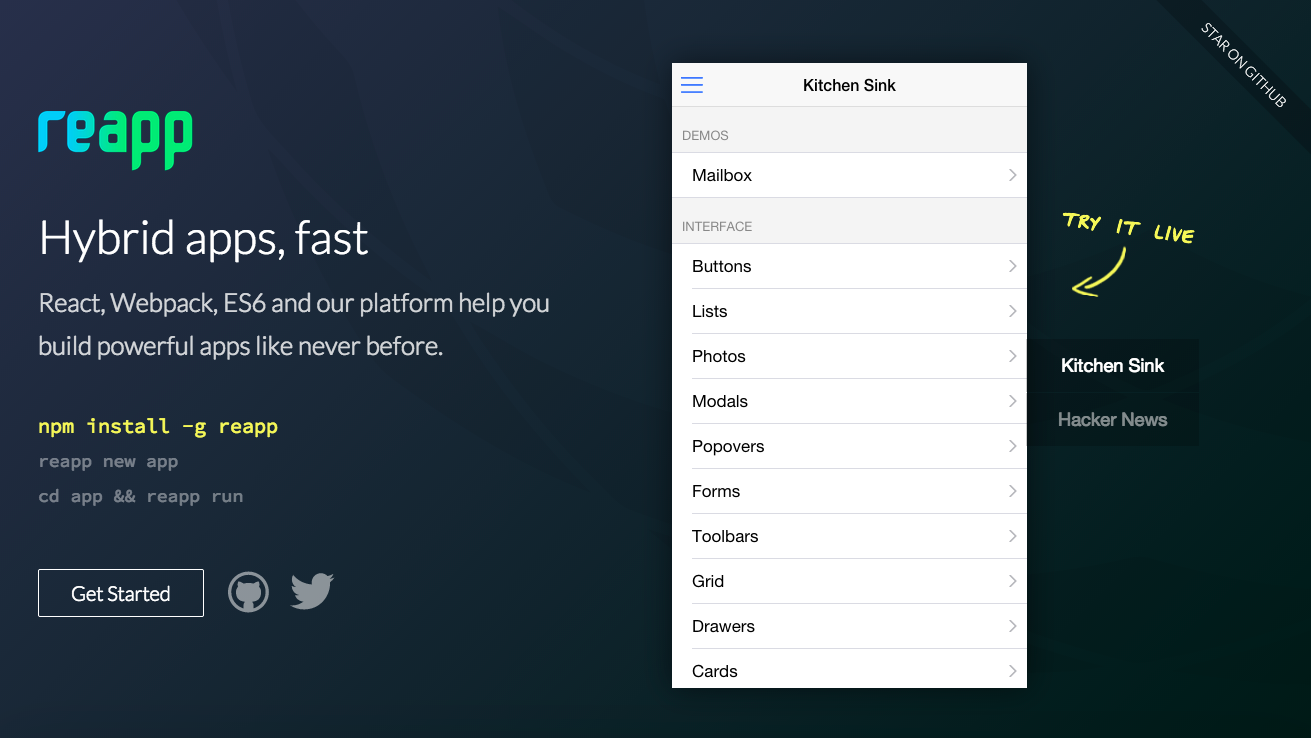 reapp
Hybrid apps, fast
React, Webpack, ES6 and our platform help you
build powerful apps like never before.
npm install -g reapp
reapp new app
cd app && reapp run
Get Started
Kitchen Sink
DEMOS
Mailbox
INTERFACE
Buttons
Lists
Photos
Modals
Popovers
Forms
Toolbars
Grid
Drawers
Cards
TRY IT LIVE
Kitchen Sink
Hacker News
STAR ON GITHUB